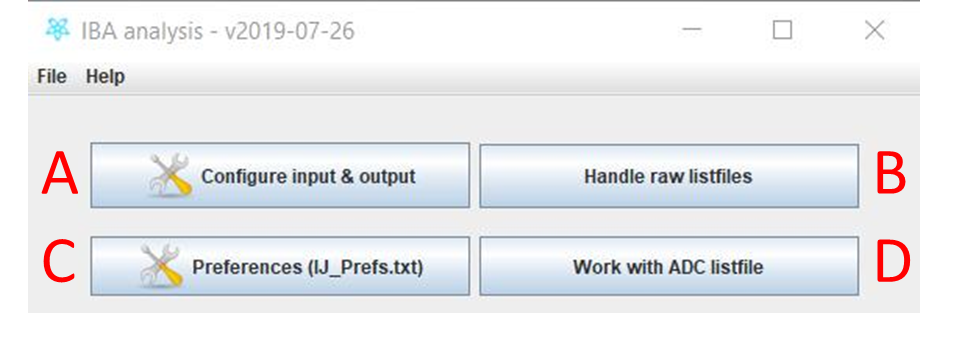 IBA analysis - v2019-07-26
File Help
A Configure input & output Handle raw listfiles B
C Preferences (IJ_Prefs.txt) Work with ADC listfile D